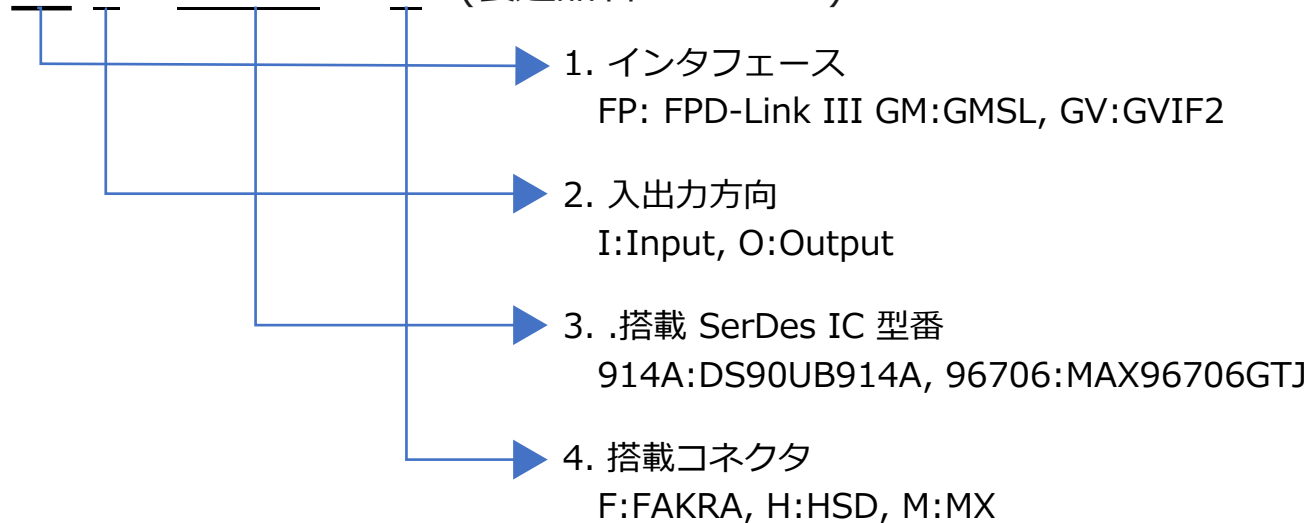 1. インタフェース
FP: FPD-Link III GM:GMSL, GV:GVIF2
2. 入出力方向
I:Input, O:Output
3. .搭載 SerDes IC 型番
914A:DS90UB914A, 96706:MAX96706GTJ
4. 搭載コネクタ
F:FAKRA, H:HSD, M:MX